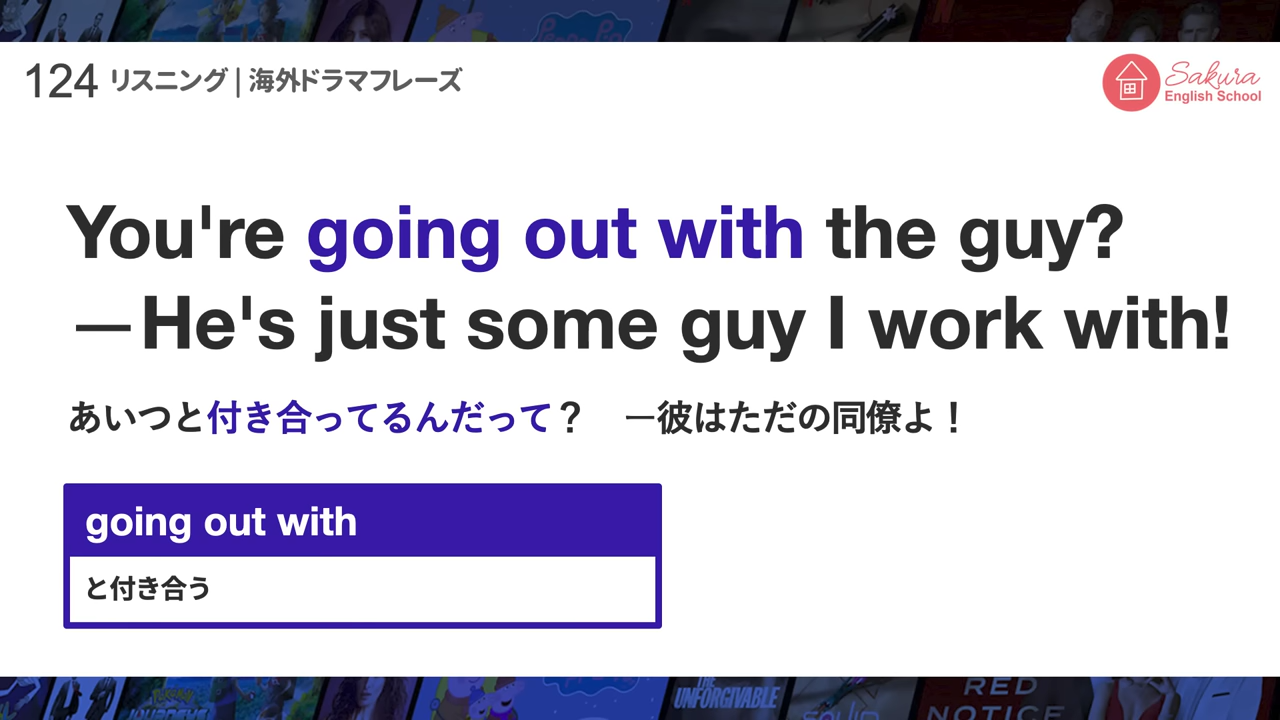 124 リスニング | 海外ドラマフレーズ
Sakura
English School
You're going out with the guy?
—He's just some guy I work with!
あいつと付き合ってるんだって？　—彼はただの同僚よ！
going out with
と付き合う
POKÉMON
JOURNEYS
THE
UNFORGIVABLE
RED
NOTICE